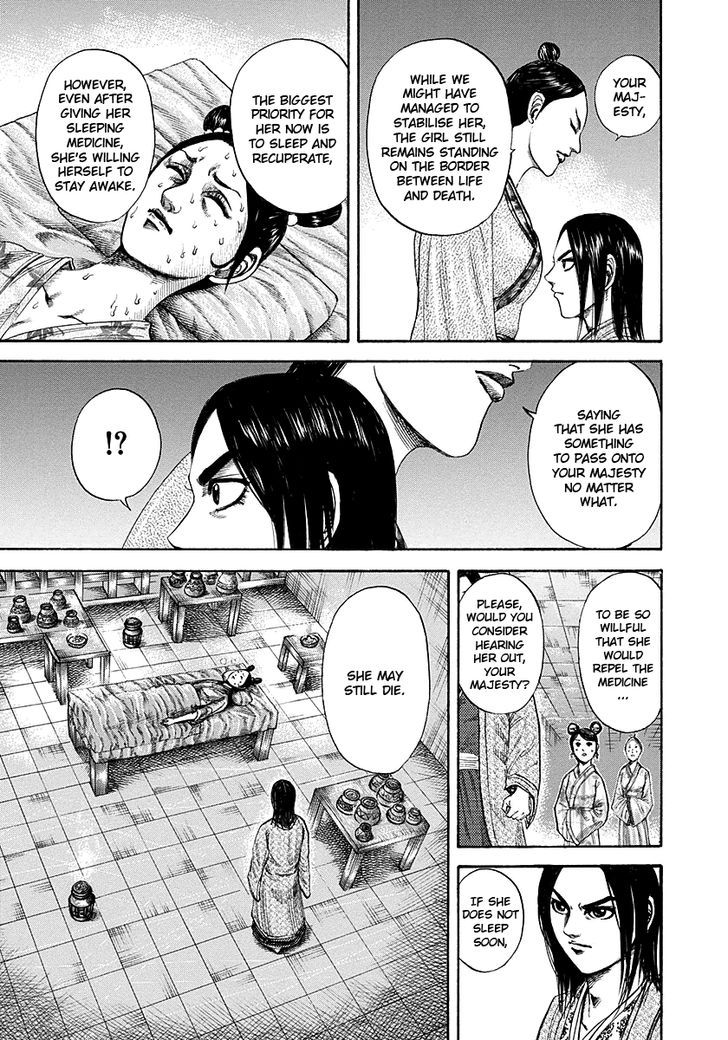 YOUR
MAJ-
ESTY,
WHILE WE
MIGHT HAVE
MANAGED TO
STABILISE HER,
THE GIRL STILL
REMAINS STANDING
ON THE BORDER
BETWEEN LIFE
AND DEATH.
THE BIGGEST
PRIORITY FOR
HER NOW IS
TO SLEEP AND
RECUPERATE,
HOWEVER,
EVEN AFTER
GIVING HER
SLEEPING
MEDICINE,
SHE'S WILLING
HERSELF TO
STAY AWAKE.
SAYING
THAT SHE HAS
SOMETHING
TO PASS ONTO
YOUR MAJESTY
NO MATTER
WHAT.
!?
TO BE SO
WILLFUL THAT
SHE WOULD
REPEL THE
MEDICINE
...
PLEASE,
WOULD YOU
CONSIDER
HEARING
HER OUT,
YOUR
MAJESTY?
IF SHE
DOES NOT
SLEEP
SOON,
SHE MAY
STILL DIE.